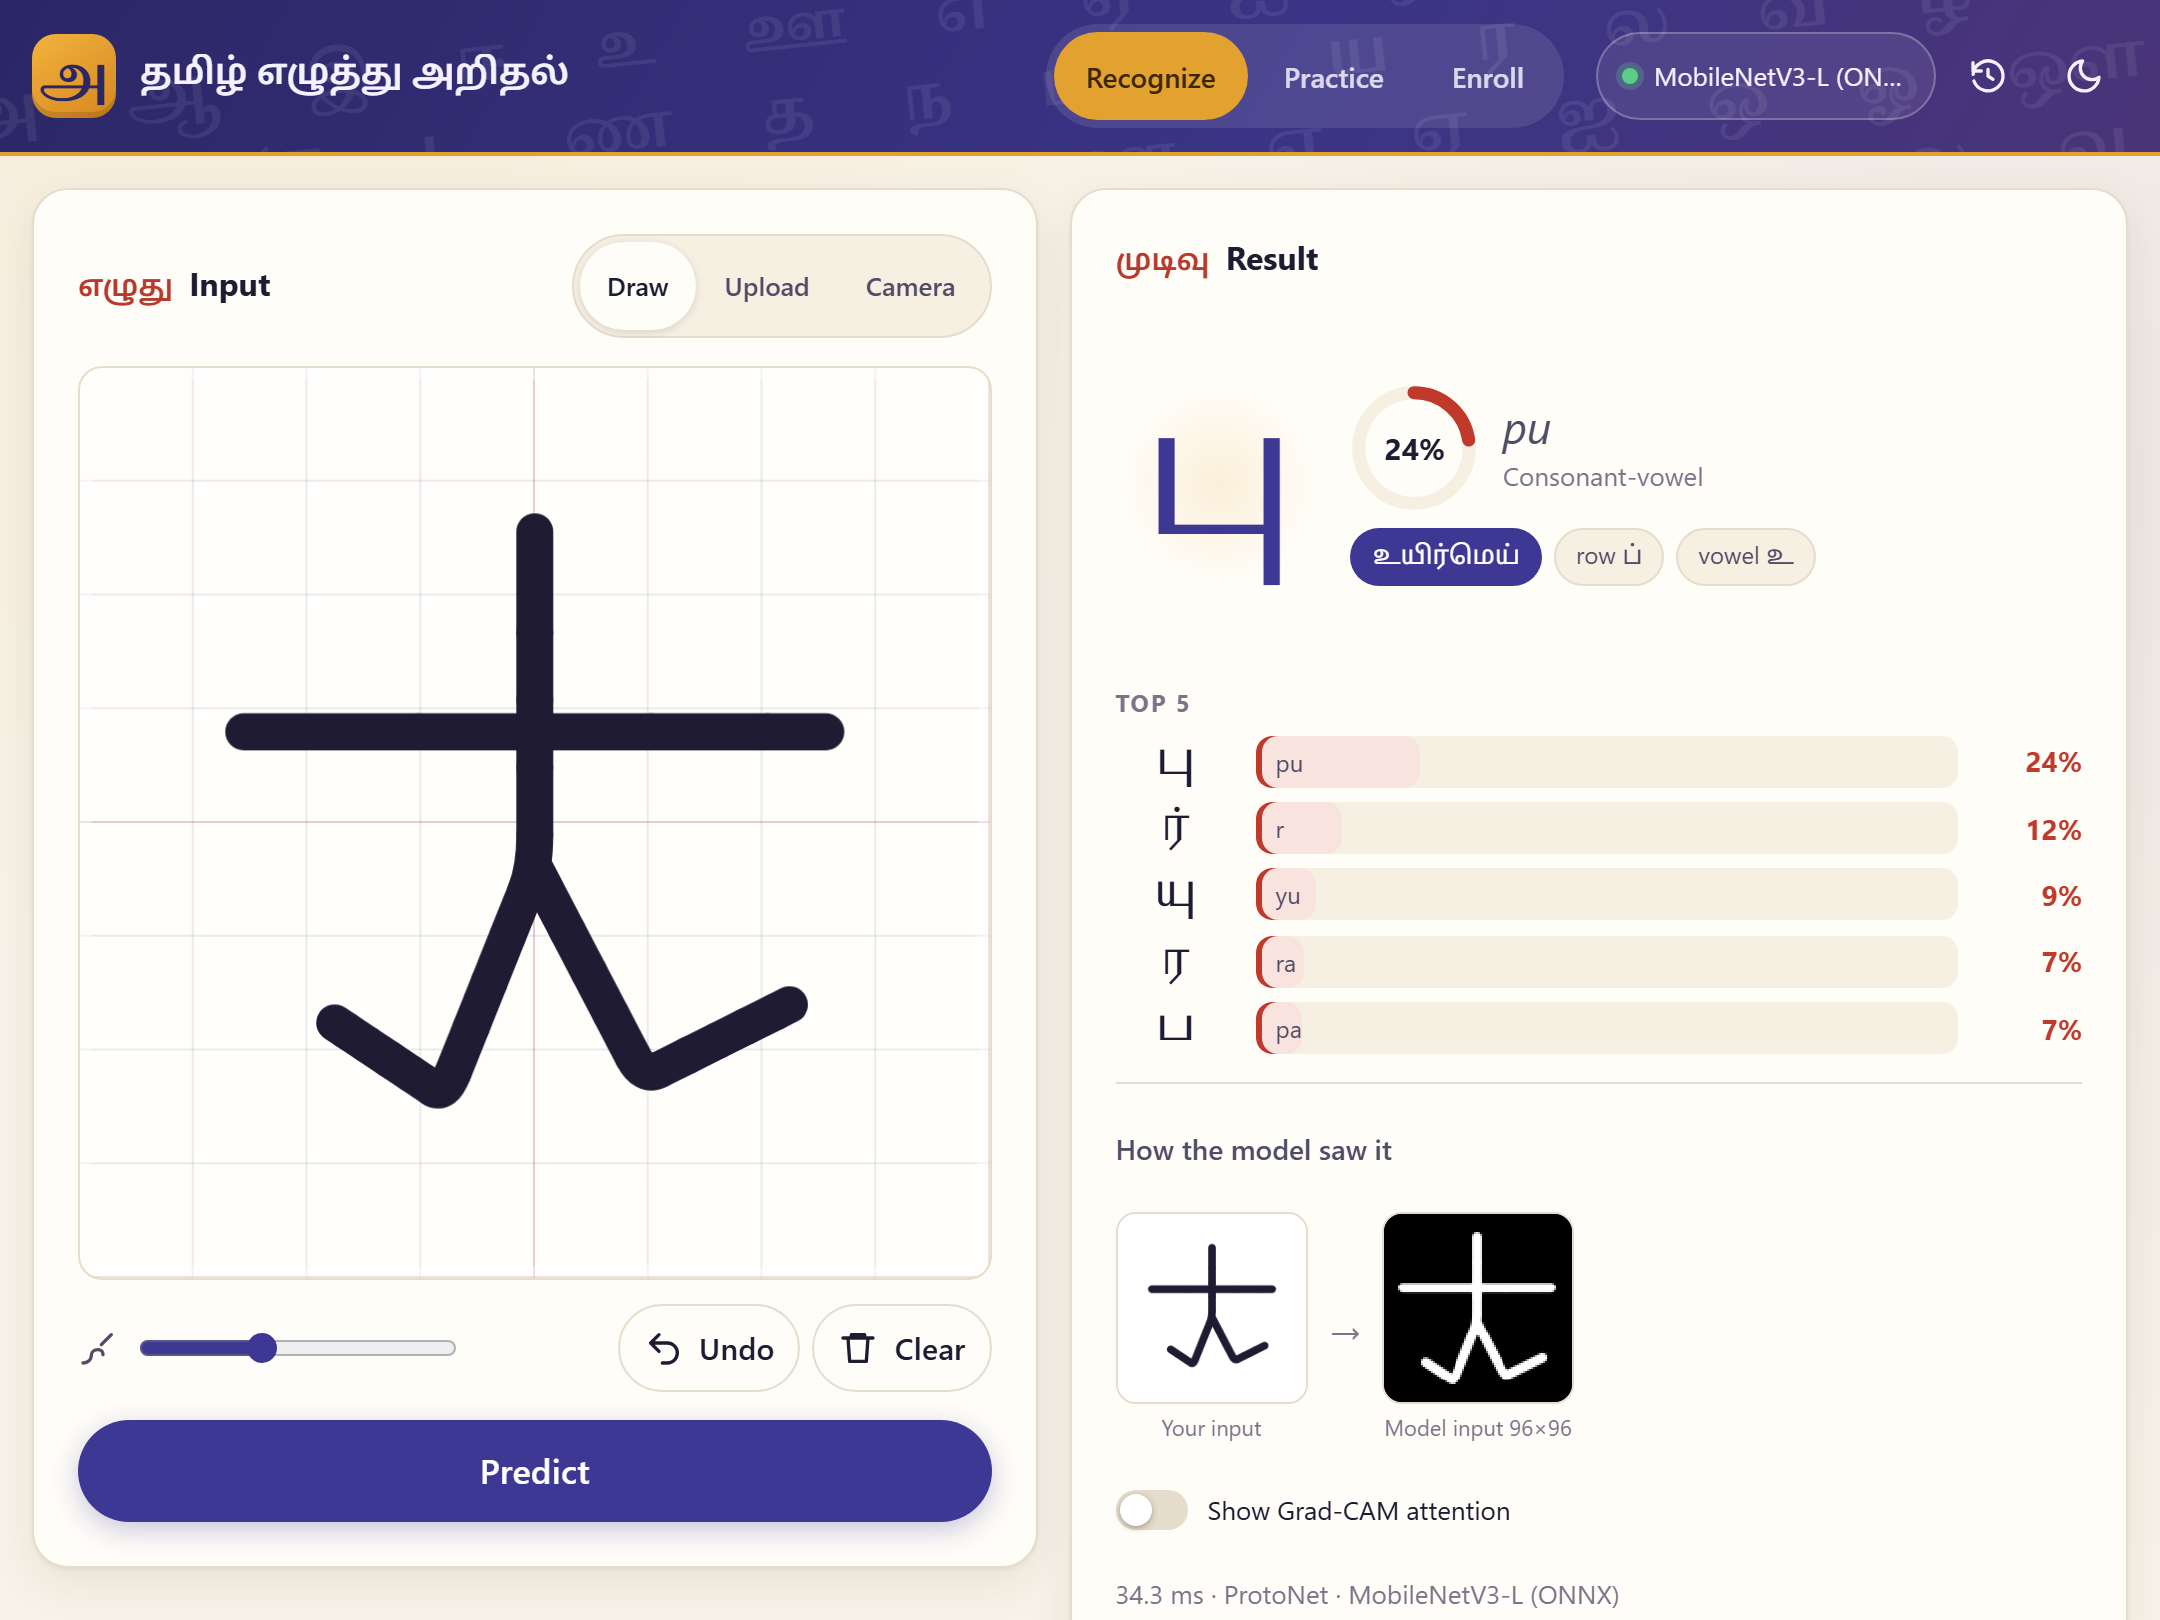 அ தமிழ் எழுத்து அறிதல் Recognize Practice Enroll MobileNetV3-L (ON...
எழுது Input Draw Upload Camera
Undo Clear
Predict
முடிவு Result
பு 24% pu
Consonant-vowel
உயிர்மெய் row ப் vowel உ
TOP 5
பு pu 24%
ர் r 12%
யு yu 9%
ர ra 7%
ப pa 7%
How the model saw it
→
Your input Model input 96×96
Show Grad-CAM attention
34.3 ms · ProtoNet · MobileNetV3-L (ONNX)